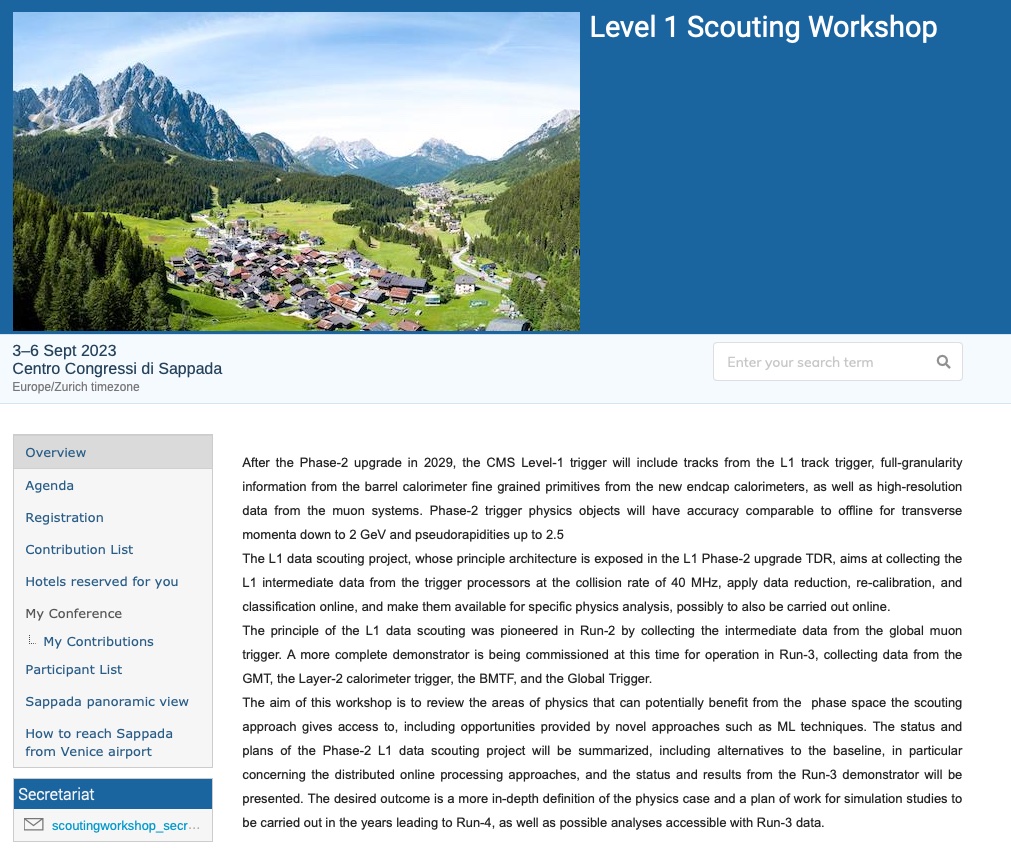 Level 1 Scouting Workshop
3–6 Sept 2023
Centro Congressi di Sappada
Europe/Zurich timezone
Enter your search term
Overview
Agenda
Registration
Contribution List
Hotels reserved for you
My Conference
My Contributions
Participant List
Sappada panoramic view
How to reach Sappada
from Venice airport
Secretariat
scoutingworkshop_secr...
After the Phase-2 upgrade in 2029, the CMS Level-1 trigger will include tracks from the L1 track trigger, full-granularity
information from the barrel calorimeter fine grained primitives from the new endcap calorimeters, as well as high-resolution
data from the muon systems. Phase-2 trigger physics objects will have accuracy comparable to offline for transverse
momenta down to 2 GeV and pseudorapidities up to 2.5
The L1 data scouting project, whose principle architecture is exposed in the L1 Phase-2 upgrade TDR, aims at collecting the
L1 intermediate data from the trigger processors at the collision rate of 40 MHz, apply data reduction, re-calibration, and
classification online, and make them available for specific physics analysis, possibly to also be carried out online.
The principle of the L1 data scouting was pioneered in Run-2 by collecting the intermediate data from the global muon
trigger. A more complete demonstrator is being commissioned at this time for operation in Run-3, collecting data from the
GMT, the Layer-2 calorimeter trigger, the BMTF, and the Global Trigger.
The aim of this workshop is to review the areas of physics that can potentially benefit from the phase space the scouting
approach gives access to, including opportunities provided by novel approaches such as ML techniques. The status and
plans of the Phase-2 L1 data scouting project will be summarized, including alternatives to the baseline, in particular
concerning the distributed online processing approaches, and the status and results from the Run-3 demonstrator will be
presented. The desired outcome is a more in-depth definition of the physics case and a plan of work for simulation studies to
be carried out in the years leading to Run-4, as well as possible analyses accessible with Run-3 data.